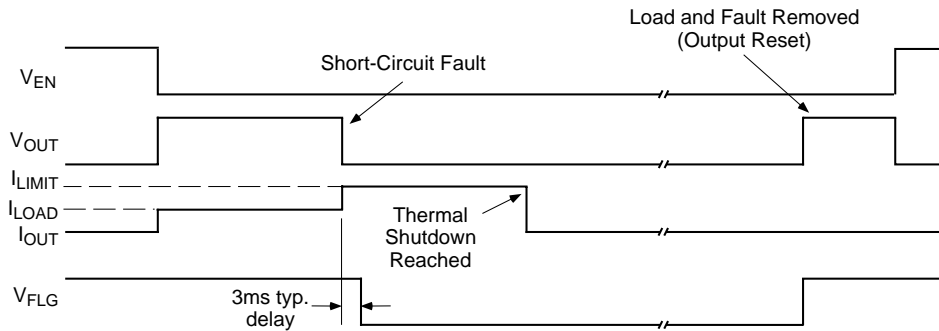 Load and Fault Removed
(Output Reset)
Short-Circuit Fault
VEN
VOUT
ILIMIT
ILOAD
IOUT
Thermal
Shutdown
Reached
VFLG
3ms typ.
delay